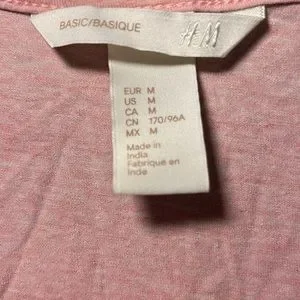 BASIC/BASIQUE
H&M
EUR M
US M
CA M
CN 170/96A
MX M
Made in
India
Fabriqué en
Inde